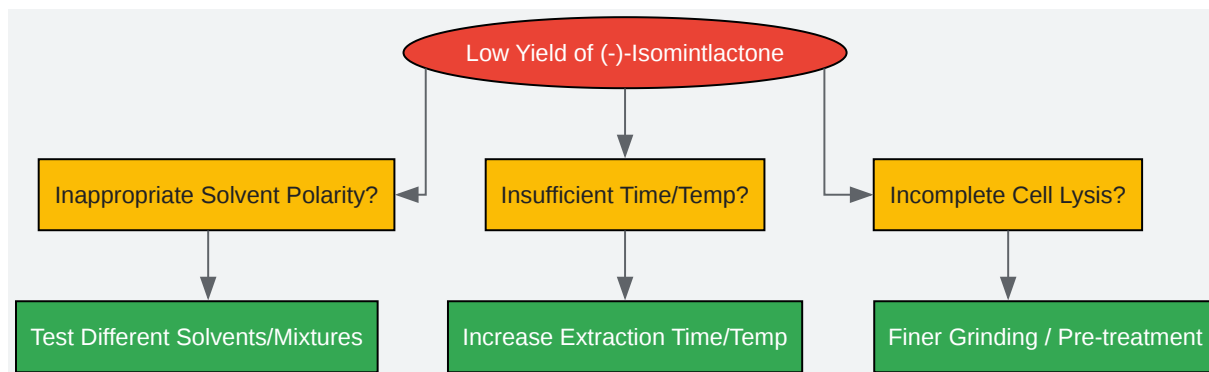 Low Yield of (-)-Isomintlactone
Inappropriate Solvent Polarity?
Insufficient Time/Temp?
Incomplete Cell Lysis?
Test Different Solvents/Mixtures
Increase Extraction Time/Temp
Finer Grinding / Pre-treatment